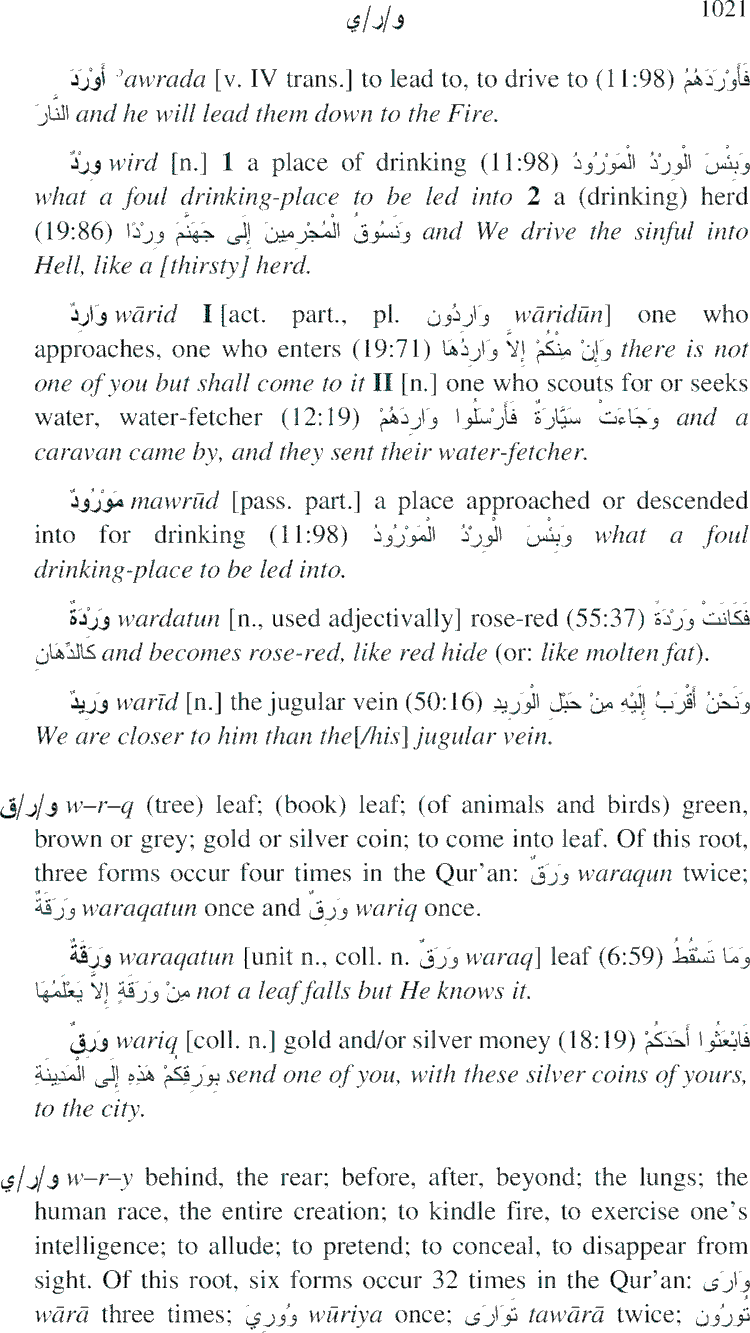 و/ر/ي 1021
أَوْرَدَ ʾawrada [v. IV trans.] to lead to, to drive to (11:98) فَأَوْرَدَهُمُ
النَّارَ and he will lead them down to the Fire.
وِرْدٌ wird [n.] 1 a place of drinking (11:98) وَبِئْسَ الْوِرْدُ الْمَوْرُودُ
what a foul drinking-place to be led into 2 a (drinking) herd
(19:86) وَنَسُوقُ الْمُجْرِمِينَ إِلَى جَهَنَّمَ وِرْدًا and We drive the sinful into
Hell, like a [thirsty] herd.
وَارِدٌ wārid I [act. part., pl. وَارِدُون wāridūn] one who
approaches, one who enters (19:71) وَإِنْ مِنْكُمْ إِلاَّ وَارِدُهَا there is not
one of you but shall come to it II [n.] one who scouts for or seeks
water, water-fetcher (12:19) وَجَاءَتْ سَيَّارَةٌ فَأَرْسَلُوا وَارِدَهُمْ and a
caravan came by, and they sent their water-fetcher.
مَوْرُودٌ mawrūd [pass. part.] a place approached or descended
into for drinking (11:98) وَبِئْسَ الْوِرْدُ الْمَوْرُودُ what a foul
drinking-place to be led into.
وَرْدَةٌ wardatun [n., used adjectivally] rose-red (55:37) فَكَانَتْ وَرْدَةً
كَالدِّهَانِ and becomes rose-red, like red hide (or: like molten fat).
وَرِيدٌ warīd [n.] the jugular vein (50:16) وَنَحْنُ أَقْرَبُ إِلَيْهِ مِنْ حَبْلِ الْوَرِيدِ
We are closer to him than the[/his] jugular vein.
و/ر/ق w–r–q (tree) leaf; (book) leaf; (of animals and birds) green,
brown or grey; gold or silver coin; to come into leaf. Of this root,
three forms occur four times in the Qur'an: وَرَقٌ waraqun twice;
وَرَقَةٌ waraqatun once and وَرِقٌ wariq once.
وَرَقَةٌ waraqatun [unit n., coll. n. وَرَقٌ waraq] leaf (6:59) وَمَا تَسْقُطُ
مِنْ وَرَقَةٍ إِلاَّ يَعْلَمُهَا not a leaf falls but He knows it.
وَرِقٌ wariq [coll. n.] gold and/or silver money (18:19) فَابْعَثُوا أَحَدَكُمْ
بِوَرِقِكُمْ هَذِهِ إِلَى الْمَدِينَةِ send one of you, with these silver coins of yours,
to the city.
و/ر/ي w–r–y behind, the rear; before, after, beyond; the lungs; the
human race, the entire creation; to kindle fire, to exercise one's
intelligence; to allude; to pretend; to conceal, to disappear from
sight. Of this root, six forms occur 32 times in the Qur'an: وَارَى
wārā three times; وُورِيَ wūriya once; تَوَارَى tawārā twice; تُورُون